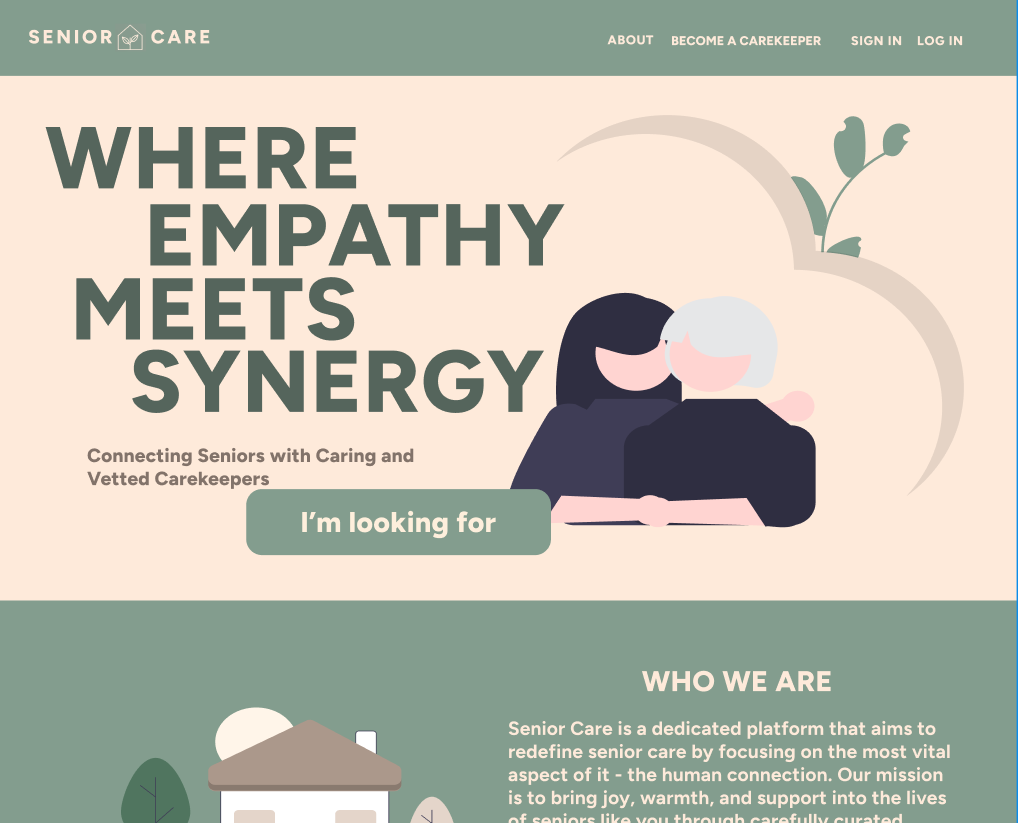 SENIOR CARE
ABOUT BECOME A CAREKEEPER SIGN IN LOG IN
WHERE
EMPATHY
MEETS
SYNERGY
Connecting Seniors with Caring and
Vetted Carekeepers
I'm looking for
WHO WE ARE
Senior Care is a dedicated platform that aims to
redefine senior care by focusing on the most vital
aspect of it - the human connection. Our mission
is to bring joy, warmth, and support into the lives
of seniors like you through carefully curated